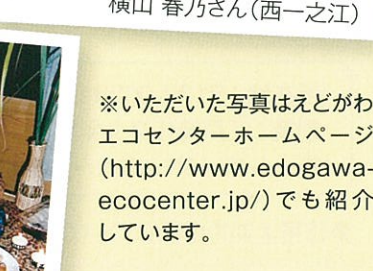 横山 春乃さん(西一之江)
※いただいた写真はえどがわ
エコセンターホームページ
(http://www.edogawa-
ecocenter.jp/)でも紹介
しています。